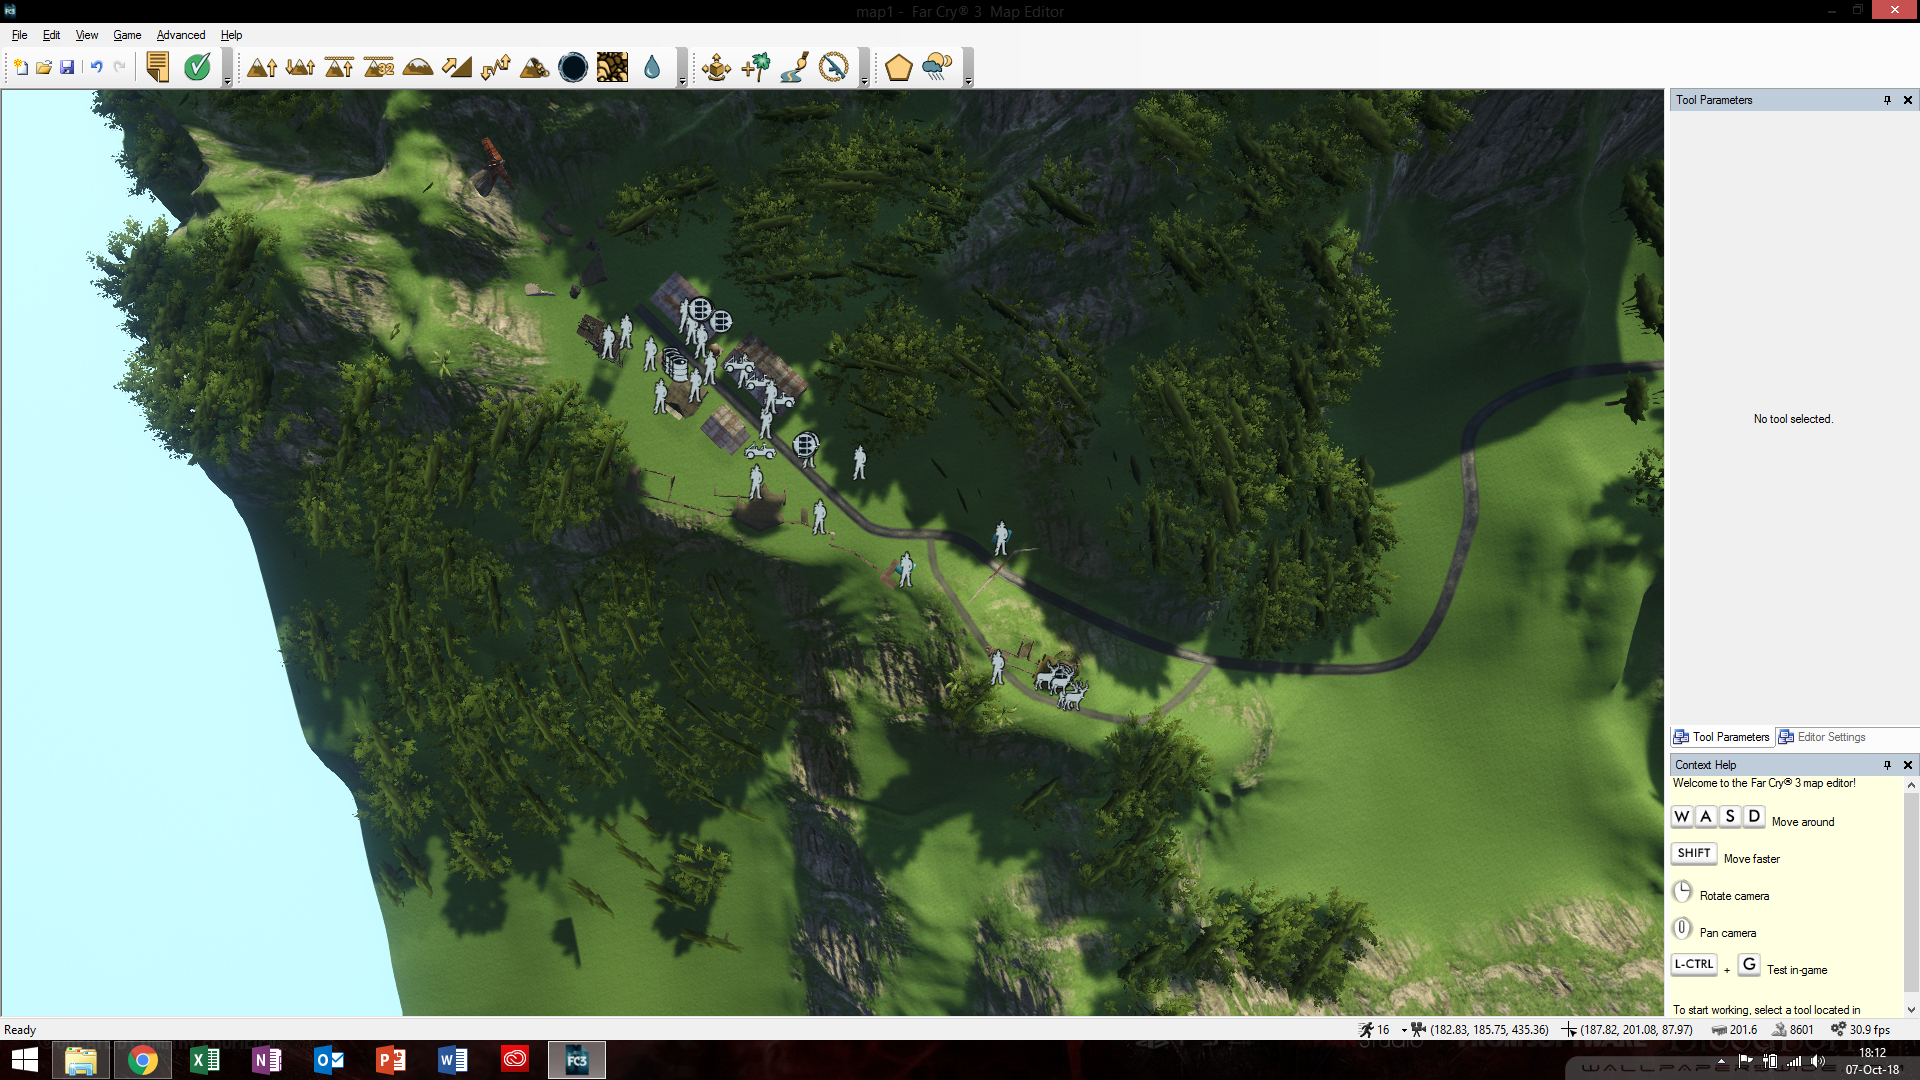 map1 - Far Cry® 3 Map Editor
File Edit View Game Advanced Help
32
Tool Parameters
No tool selected.
Tool Parameters Editor Settings
Context Help
Welcome to the Far Cry® 3 map editor!
W A S D Move around
SHIFT Move faster
Rotate camera
Pan camera
L-CTRL + G Test in-game
To start working, select a tool located in
Ready
16 (182.83, 185.75, 435.36) (187.82, 201.08, 87.97) 201.6 8601 30.9 fps
FC3
18:12
07-Oct-18